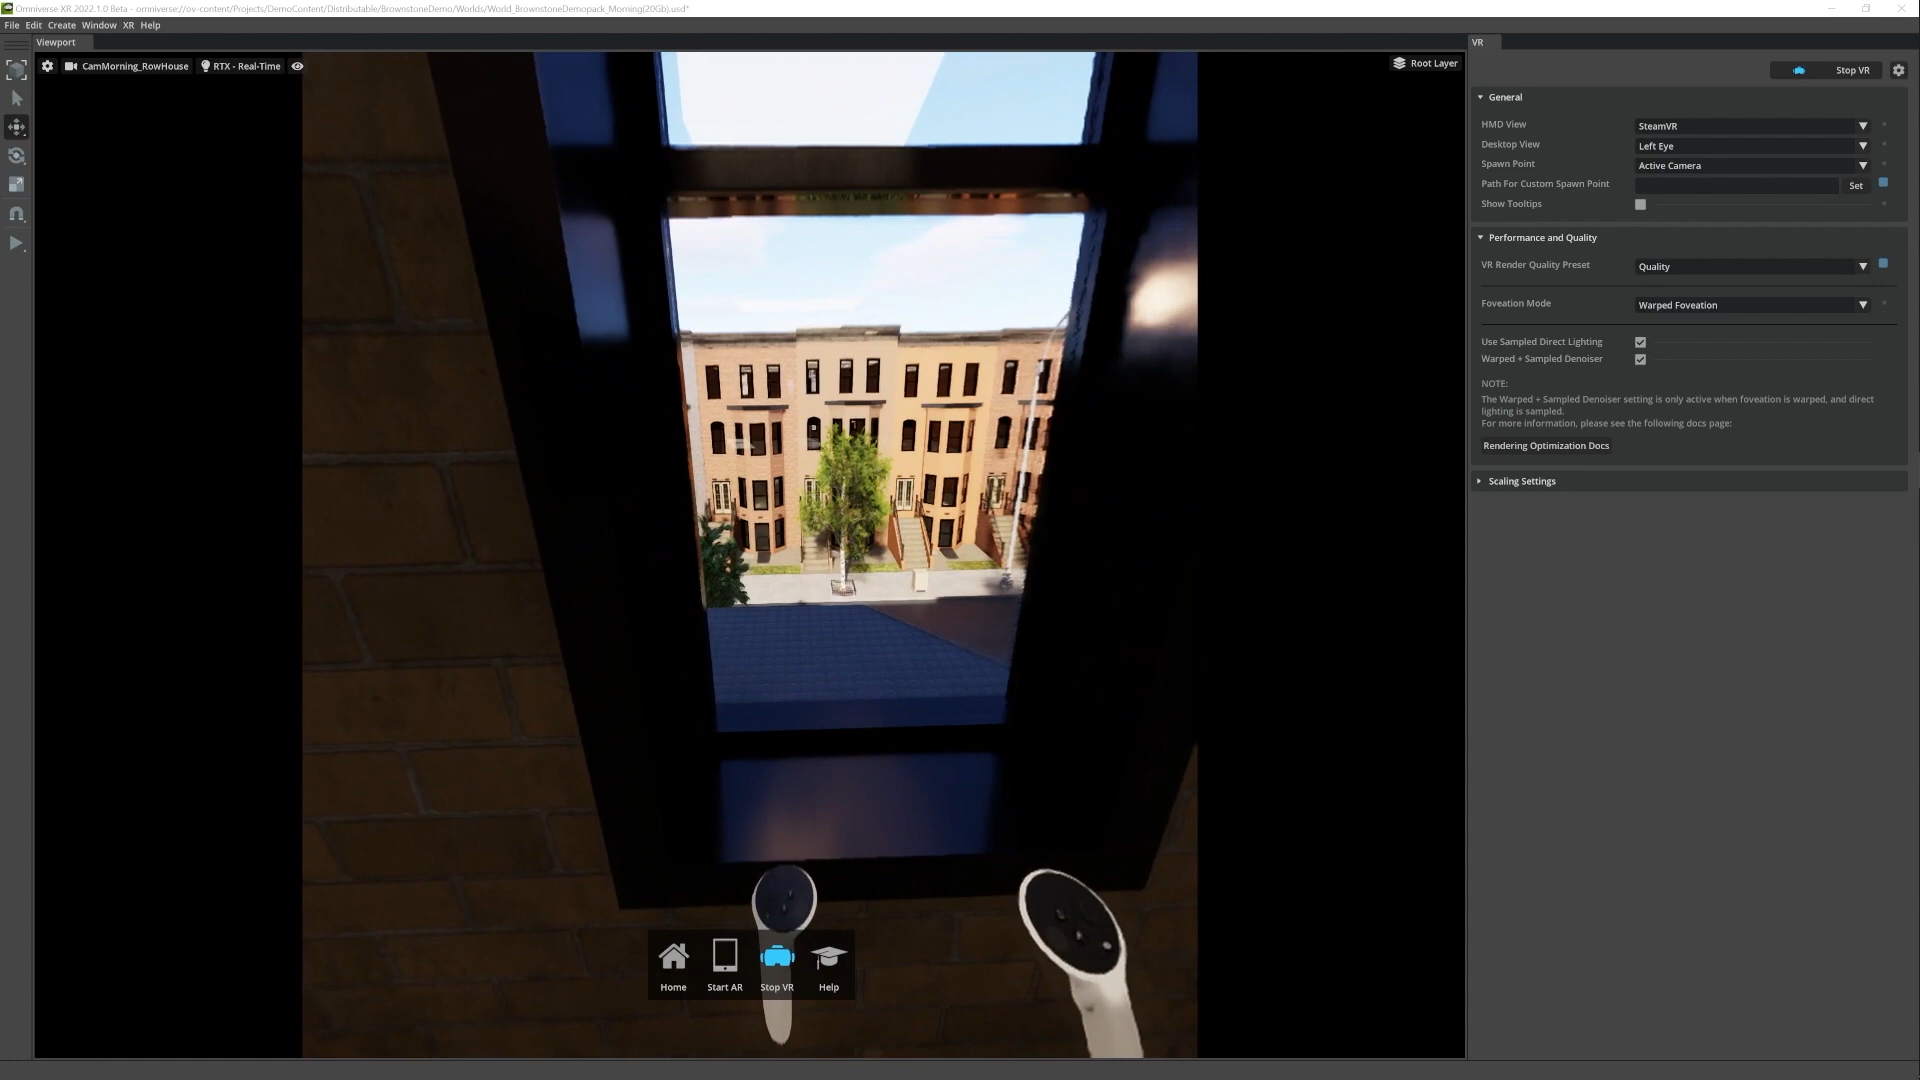 Omniverse XR 2022.1.0 Beta - omniverse://ov-content/Projects/DemoContent/Distributable/BrownstoneDemo/Worlds/World_BrownstoneDemopack_Morning(20Gb).usd*
File Edit Create Window XR Help
Viewport
VR
CamMorning_RowHouse RTX - Real-Time
Root Layer
Stop VR
General
HMD View SteamVR
Desktop View Left Eye
Spawn Point Active Camera
Path For Custom Spawn Point Set
Show Tooltips
Performance and Quality
VR Render Quality Preset Quality
Foveation Mode Warped Foveation
Use Sampled Direct Lighting
Warped + Sampled Denoiser
NOTE:
The Warped + Sampled Denoiser setting is only active when foveation is warped, and direct
lighting is sampled.
For more information, please see the following docs page:
Rendering Optimization Docs
Scaling Settings
Home Start AR Stop VR Help